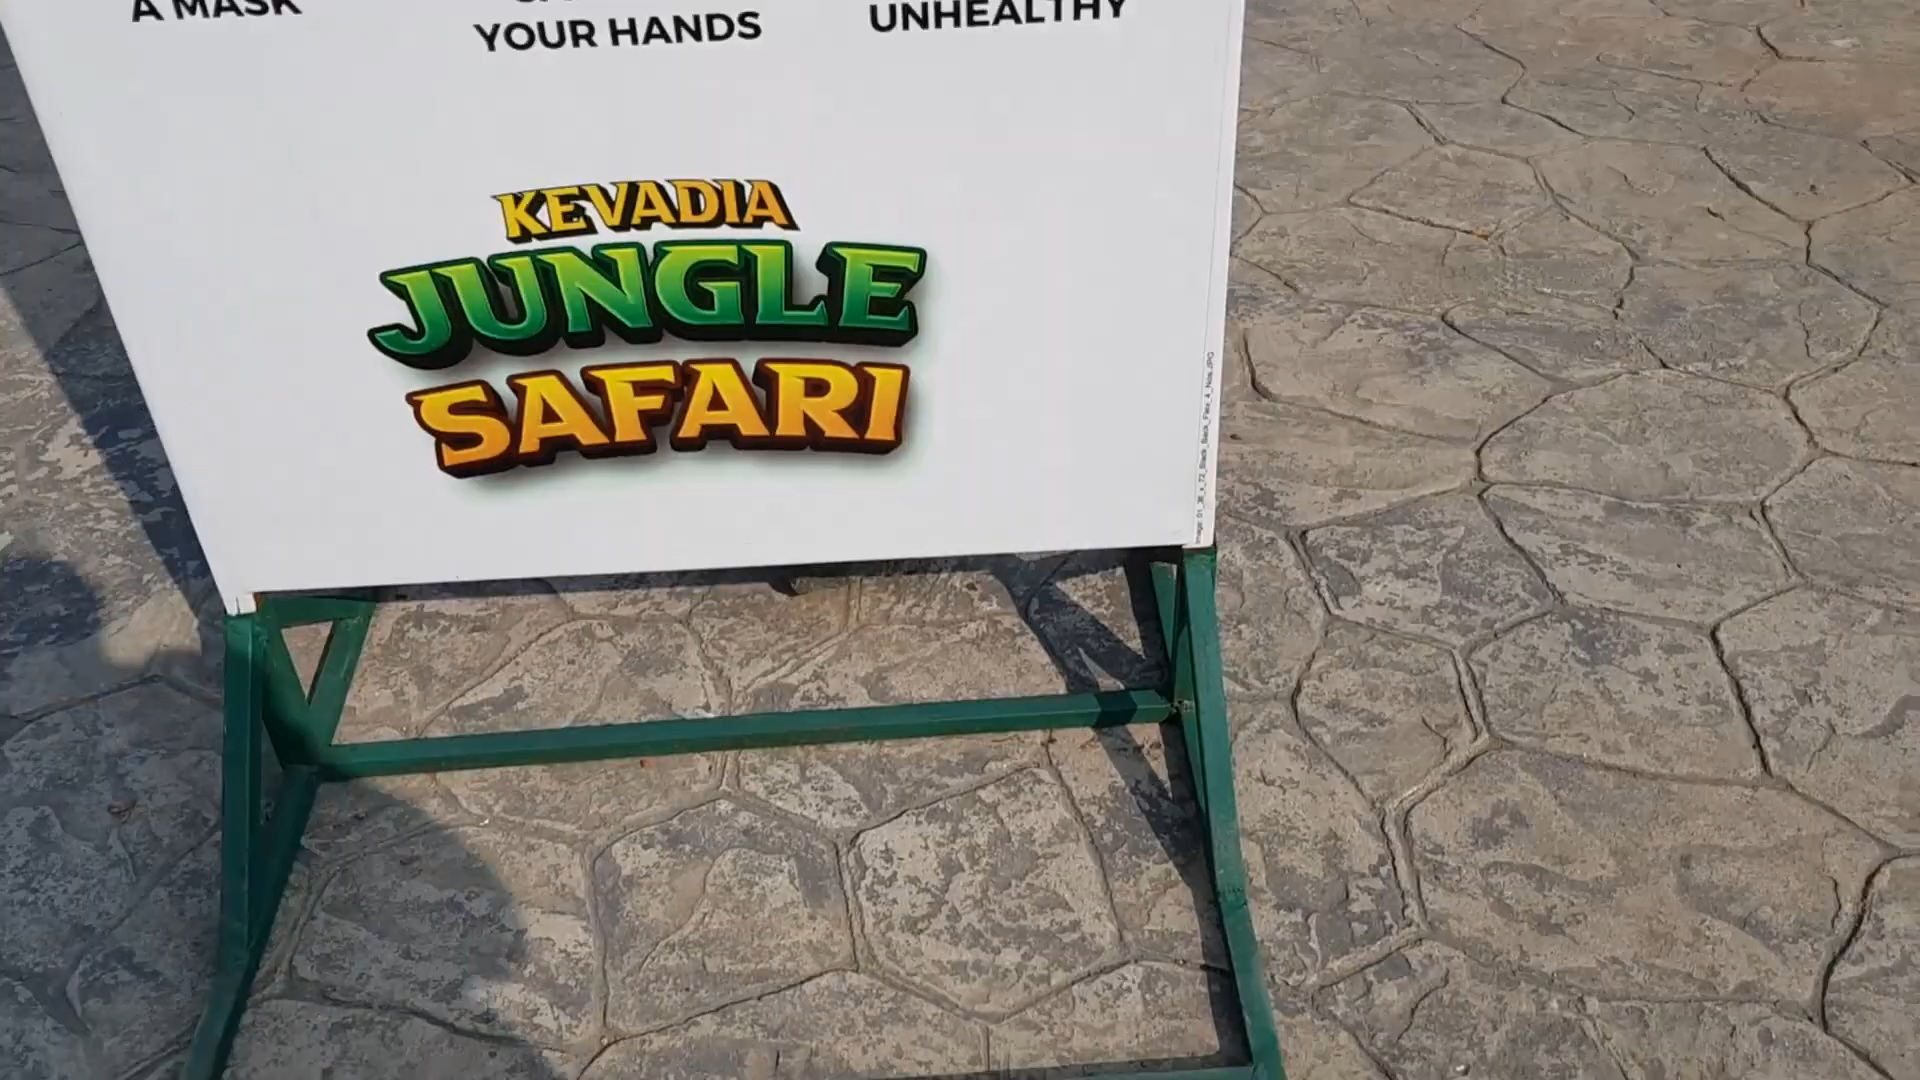 A MASK
YOUR HANDS
UNHEALTHY
KEVADIA
JUNGLE
SAFARI